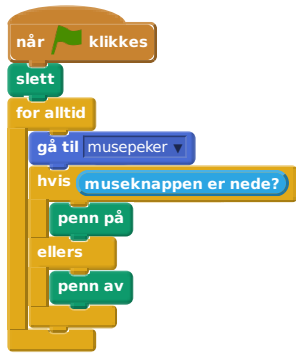 når klikkes
slett
for alltid
gå til musepeker
hvis museknappen er nede?
penn på
ellers
penn av